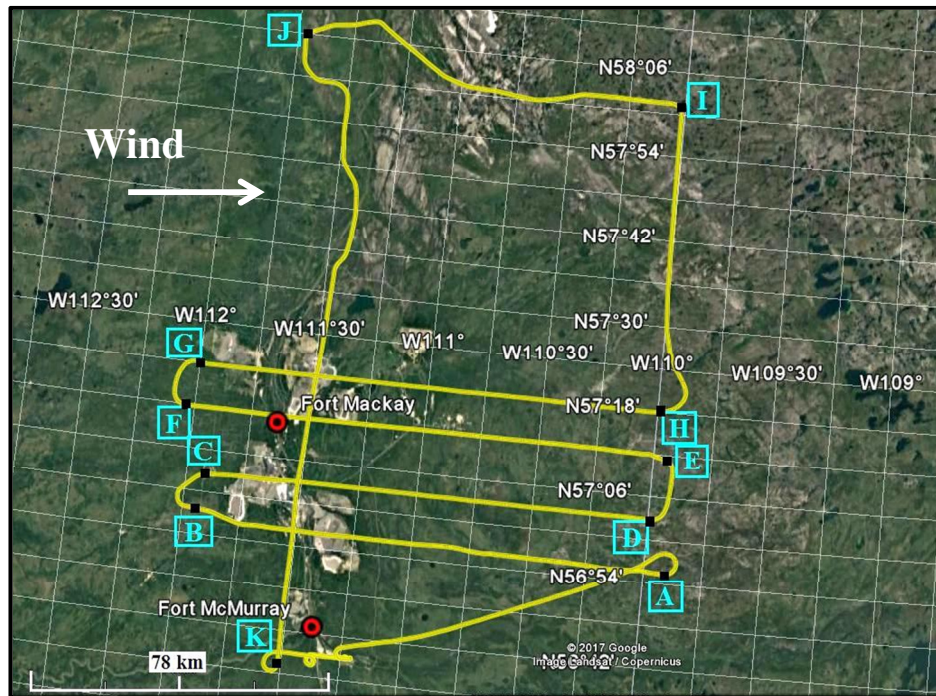 J
N58°06'
I
Wind
N57°54'
N57°42'
W112°30'
W112°
W111°30'
N57°30'
G
W111°
W110°30'
W110°
W109°30'
W109°
Fort Mackay
N57°18'
F
H
C
E
N57°06'
B
D
N56°54'
A
Fort McMurray
K
© 2017 Google
Image Landsat / Copernicus
N56°42'
78 km